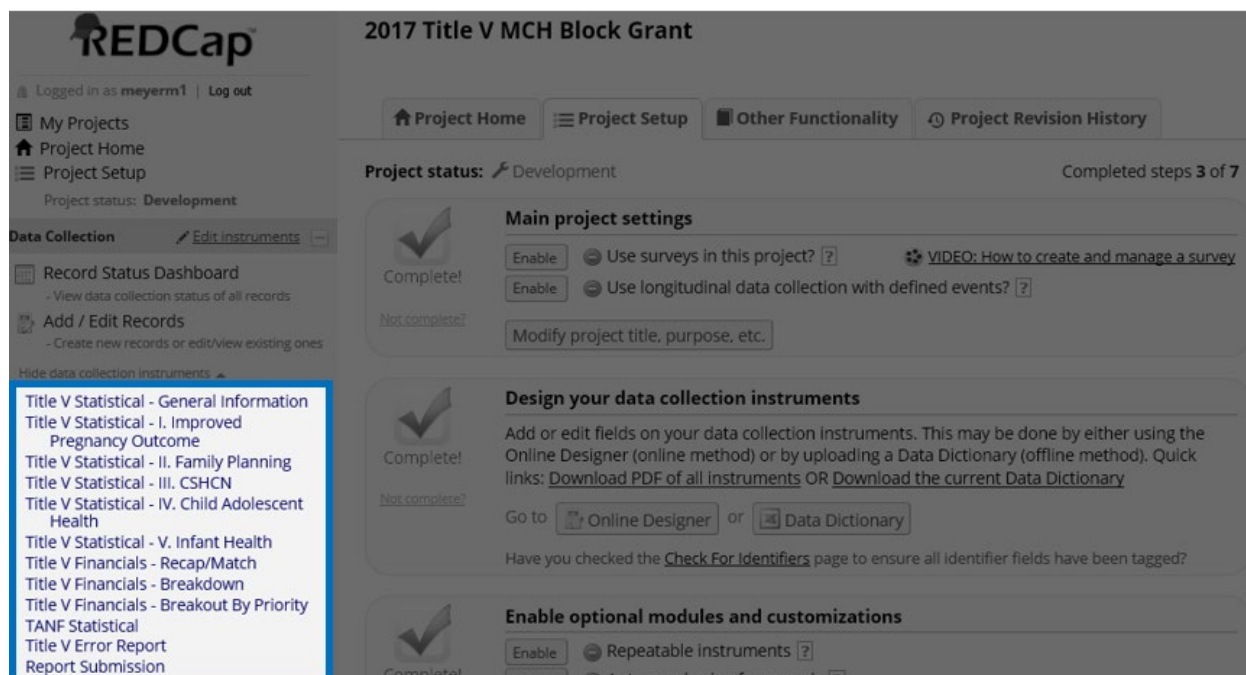 REDCap
Logged in as meyerm1 | Log out
My Projects
Project Home
Project Setup
Project status: Development
Data Collection Edit instruments
Record Status Dashboard
- View data collection status of all records
Add / Edit Records
- Create new records or edit/view existing ones
Hide data collection instruments
Title V Statistical - General Information
Title V Statistical - I. Improved
Pregnancy Outcome
Title V Statistical - II. Family Planning
Title V Statistical - III. CSHCN
Title V Statistical - IV. Child Adolescent
Health
Title V Statistical - V. Infant Health
Title V Financials - Recap/Match
Title V Financials - Breakdown
Title V Financials - Breakout By Priority
TANF Statistical
Title V Error Report
Report Submission
2017 Title V MCH Block Grant
Project Home Project Setup Other Functionality Project Revision History
Project status: Development Completed steps 3 of 7
Complete!
Not complete?
Main project settings
Enable Use surveys in this project? ? VIDEO: How to create and manage a survey
Enable Use longitudinal data collection with defined events? ?
Modify project title, purpose, etc.
Complete!
Not complete?
Design your data collection instruments
Add or edit fields on your data collection instruments. This may be done by either using the
Online Designer (online method) or by uploading a Data Dictionary (offline method). Quick
links: Download PDF of all instruments OR Download the current Data Dictionary
Go to Online Designer or Data Dictionary
Have you checked the Check For Identifiers page to ensure all identifier fields have been tagged?
Complete!
Enable optional modules and customizations
Enable Repeatable instruments ?